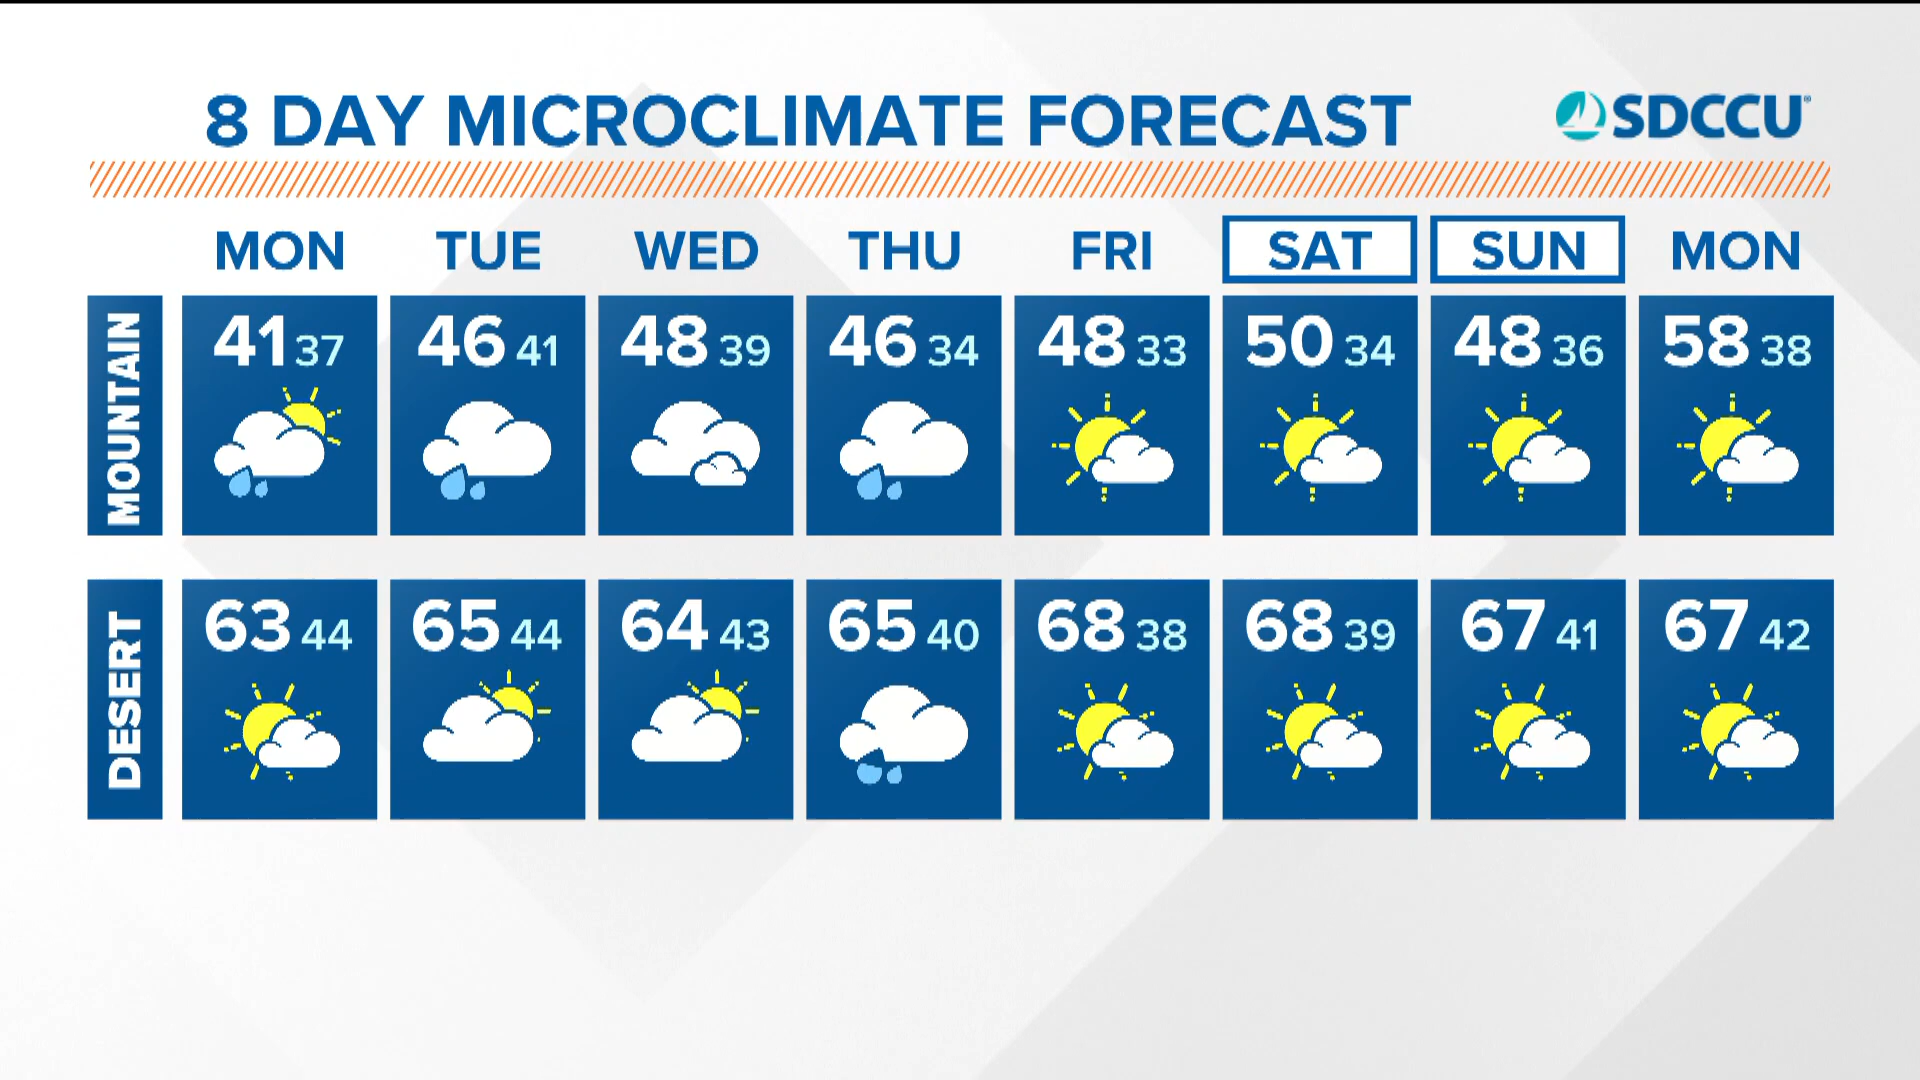 8 DAY MICROCLIMATE FORECAST
SDCCU®
MON TUE WED THU FRI SAT SUN MON
MOUNTAIN
41 37 46 41 48 39 46 34 48 33 50 34 48 36 58 38
DESERT
63 44 65 44 64 43 65 40 68 38 68 39 67 41 67 42